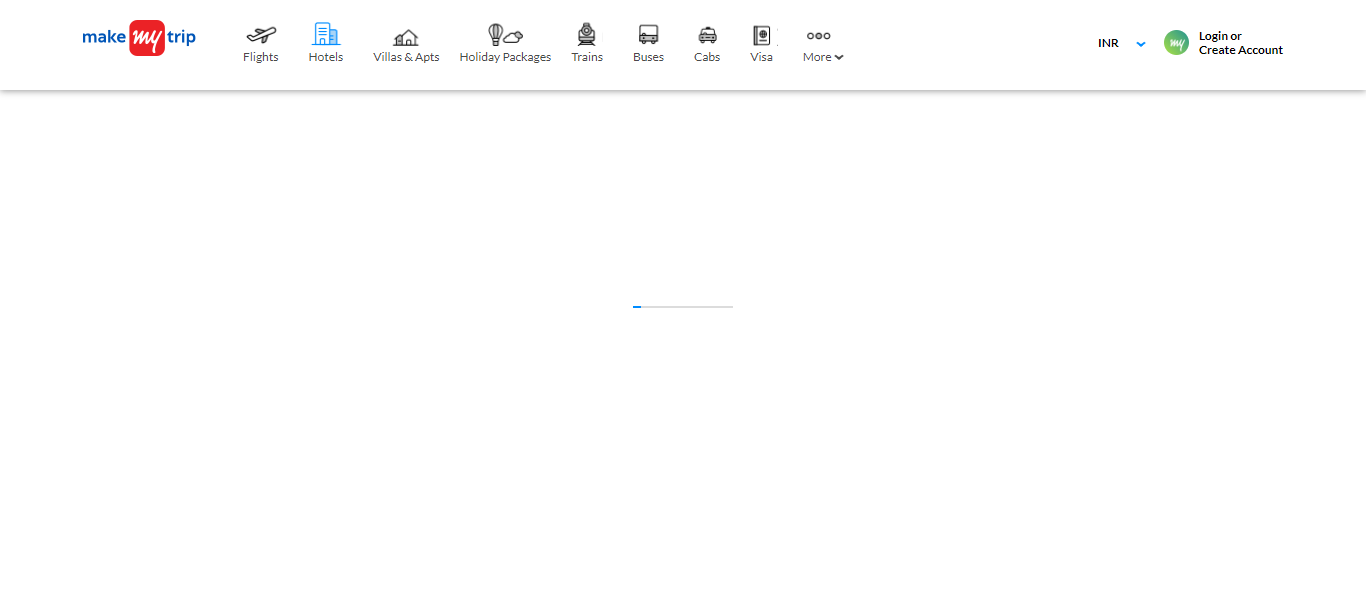 make my trip
Flights
Hotels
Villas & Apts
Holiday Packages
Trains
Buses
Cabs
Visa
More
INR
my
Login or
Create Account